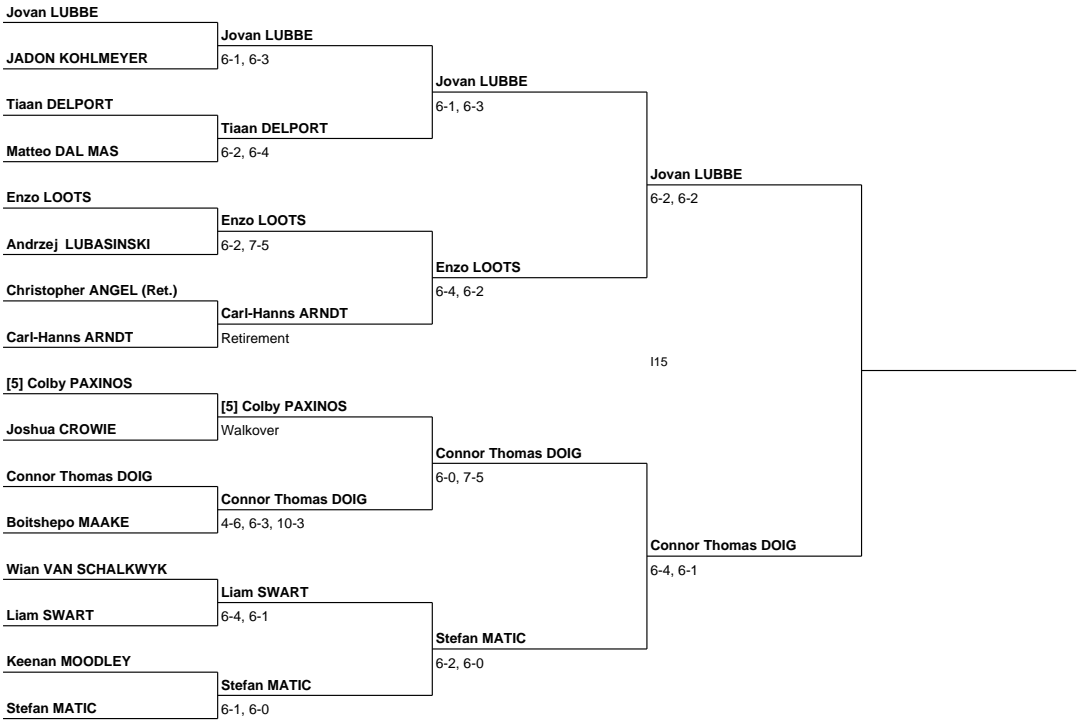 Jovan LUBBE
Jovan LUBBE
JADON KOHLMEYER
6-1, 6-3
Jovan LUBBE
Tiaan DELPORT
6-1, 6-3
Tiaan DELPORT
Matteo DAL MAS
6-2, 6-4
Jovan LUBBE
Enzo LOOTS
6-2, 6-2
Enzo LOOTS
Andrzej LUBASINSKI
6-2, 7-5
Enzo LOOTS
Christopher ANGEL (Ret.)
6-4, 6-2
Carl-Hanns ARNDT
Carl-Hanns ARNDT
Retirement
I15
[5] Colby PAXINOS
[5] Colby PAXINOS
Joshua CROWIE
Walkover
Connor Thomas DOIG
Connor Thomas DOIG
6-0, 7-5
Connor Thomas DOIG
Boitshepo MAAKE
4-6, 6-3, 10-3
Connor Thomas DOIG
Wian VAN SCHALKWYK
6-4, 6-1
Liam SWART
Liam SWART
6-4, 6-1
Stefan MATIC
Keenan MOODLEY
6-2, 6-0
Stefan MATIC
Stefan MATIC
6-1, 6-0